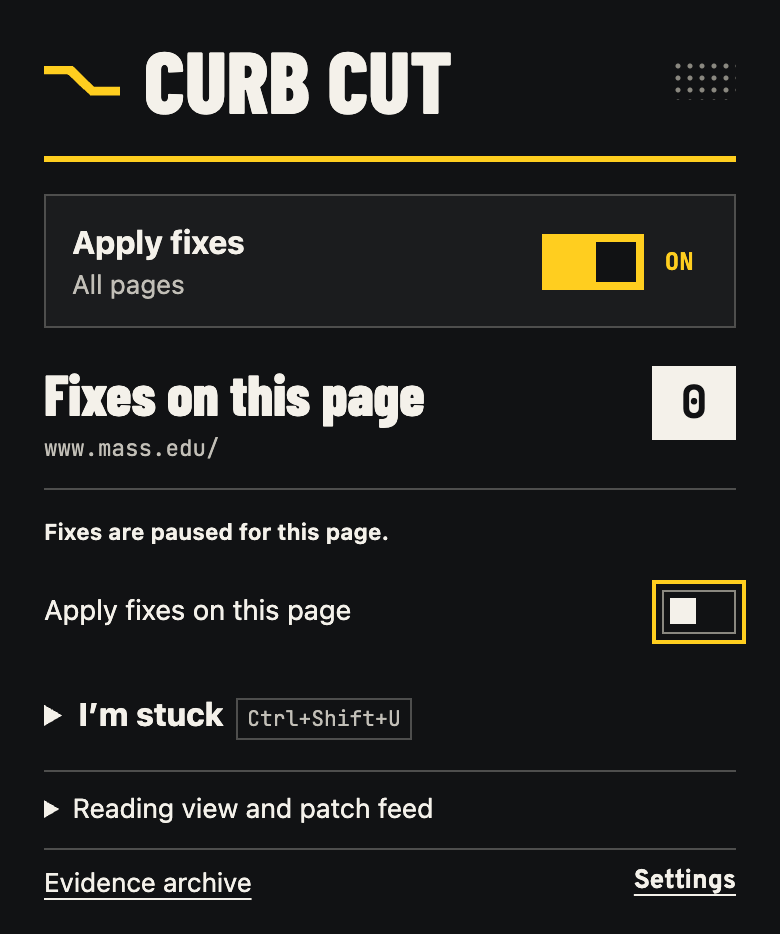 CURB CUT
Apply fixes
All pages
ON
Fixes on this page
0
www.mass.edu/
Fixes are paused for this page.
Apply fixes on this page
I’m stuck Ctrl+Shift+U
Reading view and patch feed
Evidence archive
Settings